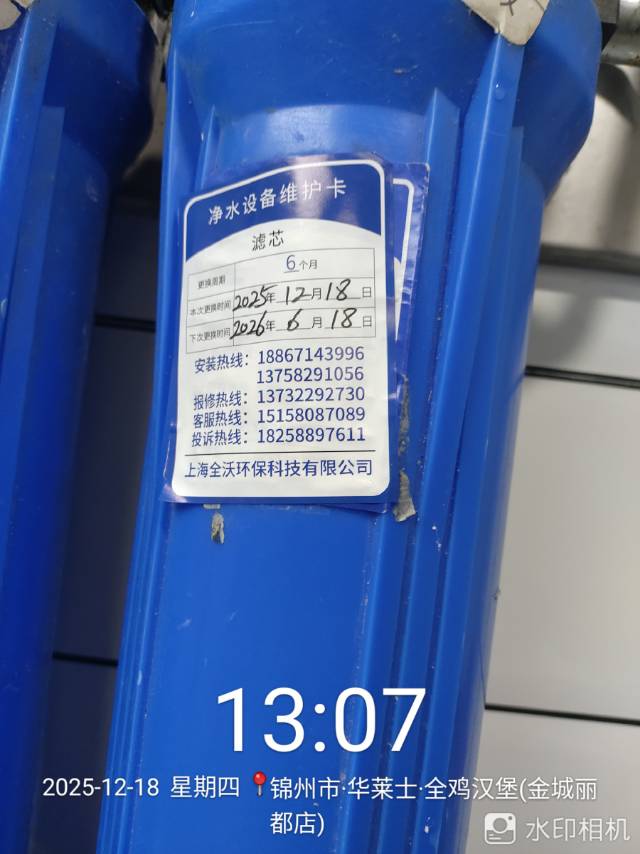 净水设备维护卡
滤芯
更换周期 6个月
本次更换时间 2025年 12月 18日
下次更换时间 2026年 6月 18日
安装热线：18867143996
13758291056
报修热线：13732292730
客服热线：15158087089
投诉热线：18258897611
上海全沃环保科技有限公司
13:07
2025-12-18 星期四 锦州市·华莱士·全鸡汉堡(金城丽
都店)
水印相机